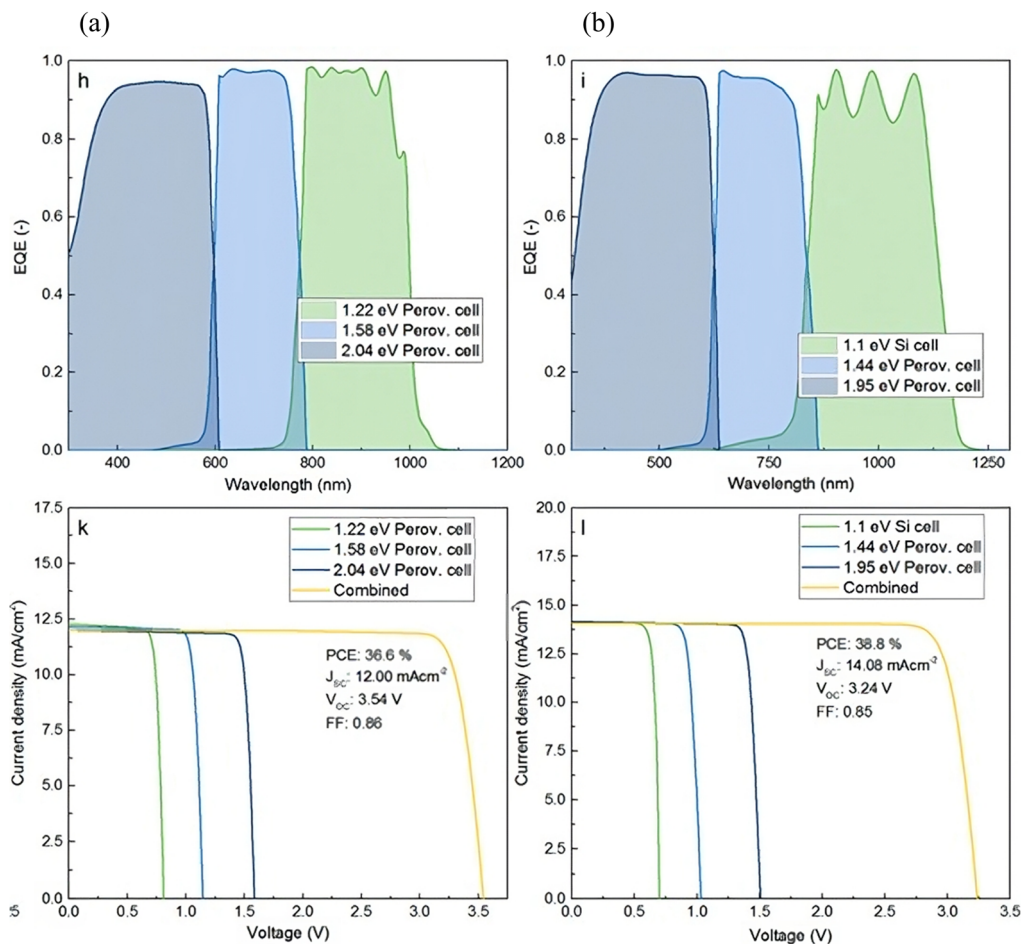 (a)
(b)
h
1.0
0.8
0.6
0.4
0.2
0.0
EQE (-)
1.22 eV Perov. cell
1.58 eV Perov. cell
2.04 eV Perov. cell
400
600
800
1000
1200
Wavelength (nm)
i
1.0
0.8
0.6
0.4
0.2
0.0
EQE (-)
1.1 eV Si cell
1.44 eV Perov. cell
1.95 eV Perov. cell
500
750
1000
1250
Wavelength (nm)
k
17.5
15.0
12.5
10.0
7.5
5.0
2.5
0.0
Current density (mA/cm²)
1.22 eV Perov. cell
1.58 eV Perov. cell
2.04 eV Perov. cell
Combined
PCE: 36.6 %
JSC: 12.00 mAcm⁻²
VOC: 3.54 V
FF: 0.86
0.0
0.5
1.0
1.5
2.0
2.5
3.0
3.5
Voltage (V)
l
20.0
17.5
15.0
12.5
10.0
7.5
5.0
2.5
0.0
Current density (mA/cm²)
1.1 eV Si cell
1.44 eV Perov. cell
1.95 eV Perov. cell
Combined
PCE: 38.8 %
JSC: 14.08 mAcm⁻²
VOC: 3.24 V
FF: 0.85
0.0
0.5
1.0
1.5
2.0
2.5
3.0
3.5
Voltage (V)